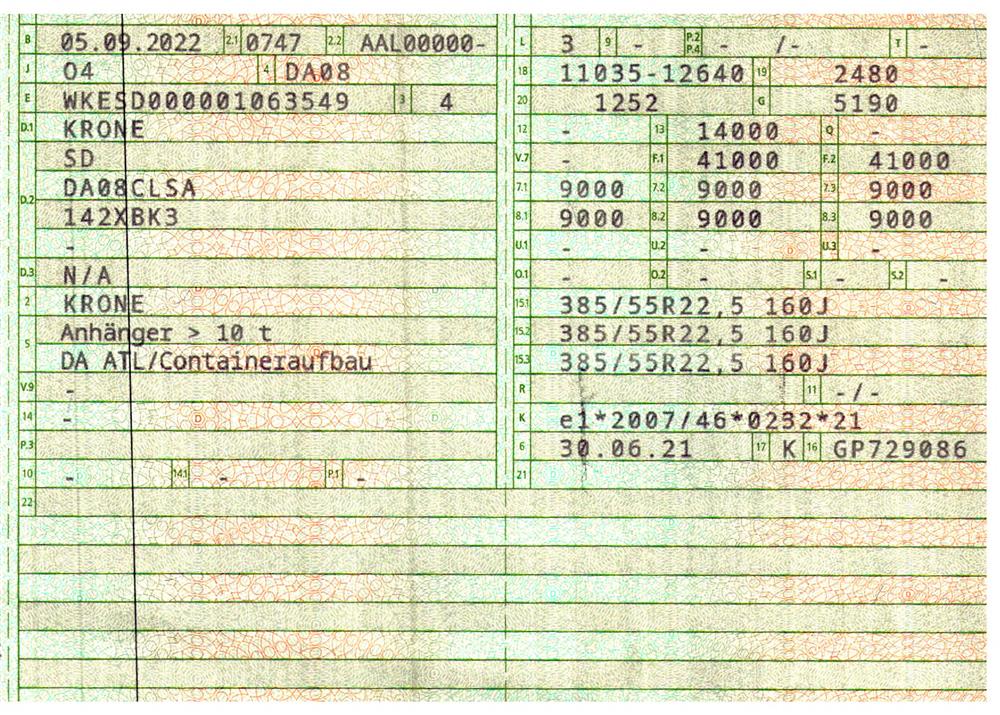 B 05.09.2022 2.1 0747 2.2 AAL00000-
J O4 4 DA08
E WKESD000001063549 3 4
D.1 KRONE
SD
D.2 DA08CLSA
142XBK3
-
D.3 N/A
2 KRONE
5 Anhänger > 10 t
DA ATL/Containeraufbau
V.9 -
14 -
P.3
10 - 14.1 - P.1 -
22
L 3 9 - P.2 P.4 - /- T -
18 11035-12640 19 2480
20 1252 G 5190
12 - 13 14000 Q -
V.7 - F.1 41000 F.2 41000
7.1 9000 7.2 9000 7.3 9000
8.1 9000 8.2 9000 8.3 9000
U.1 - U.2 - U.3 -
O.1 - O.2 - S.1 - S.2 -
15.1 385/55R22,5 160J
15.2 385/55R22,5 160J
15.3 385/55R22,5 160J
R 11 -/-
K e1*2007/46*0232*21
6 30.06.21 17 K 16 GP729086
21